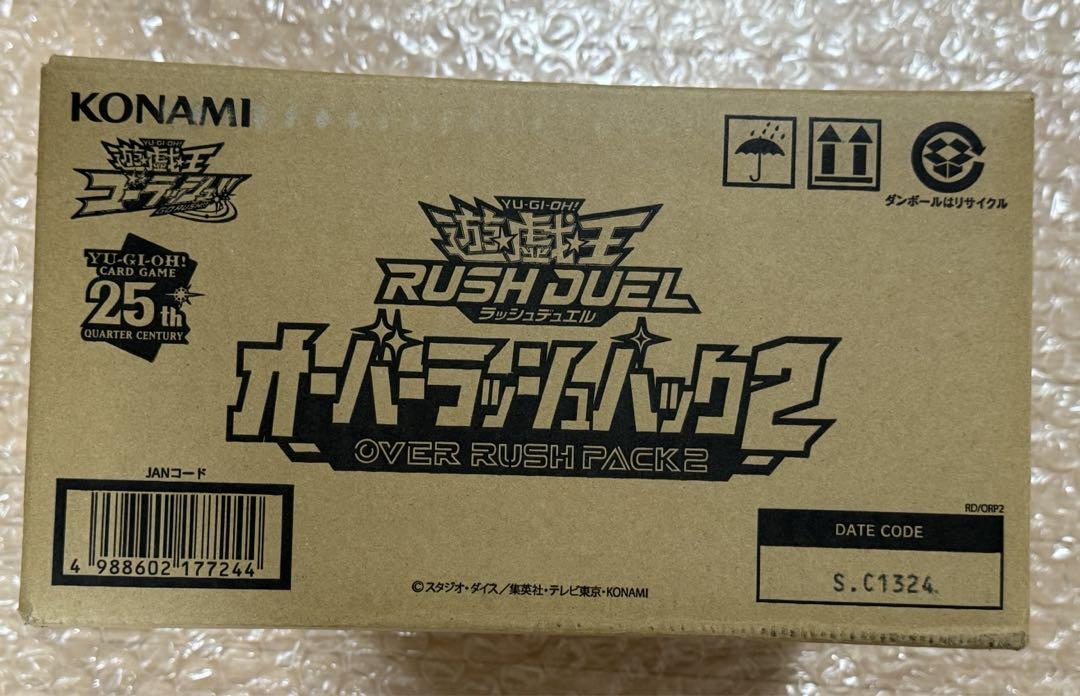 KONAMI
YU-GI-OH!
遊☆戯☆王
ゴーラッシュ!!
GO RUSH!!
YU-GI-OH!
CARD GAME
25th
QUARTER CENTURY
ダンボールはリサイクル
YU-GI-OH!
遊☆戯☆王
RUSH DUEL
ラッシュデュエル
オーバーラッシュパック2
OVER RUSH PACK 2
JANコード
4 988602 177244
RD/ORP2
DATE CODE
S.C1324
©スタジオ・ダイス/集英社・テレビ東京・KONAMI